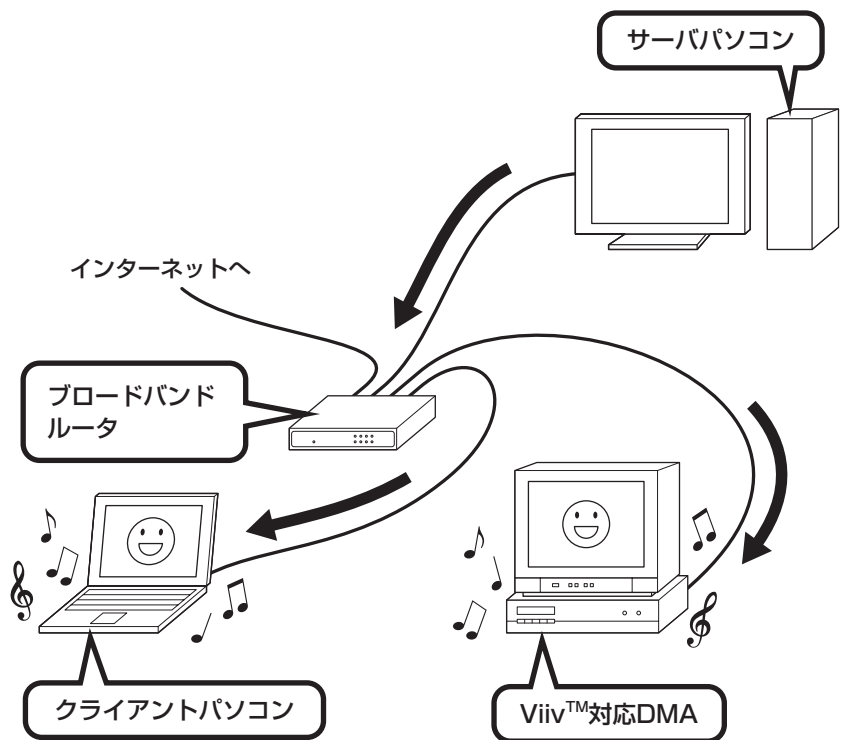 サーバパソコン
インターネットへ
ブロードバンド
ルータ
クライアントパソコン
Viiv™対応DMA